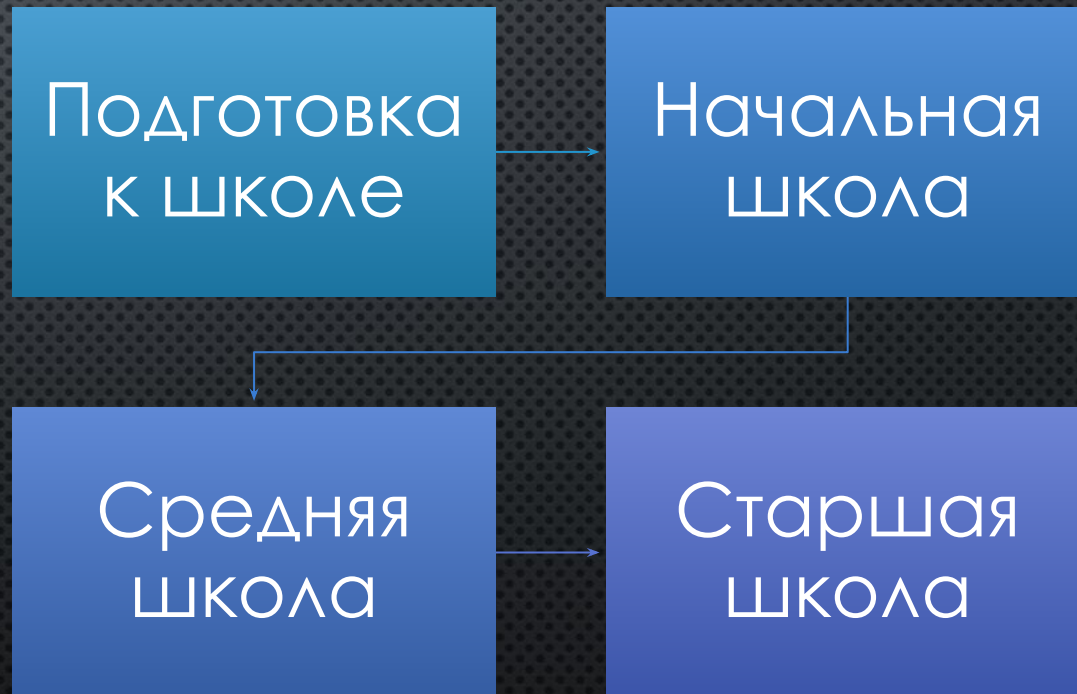 Подготовка
к школе
Начальная
школа
Средняя
школа
Старшая
школа